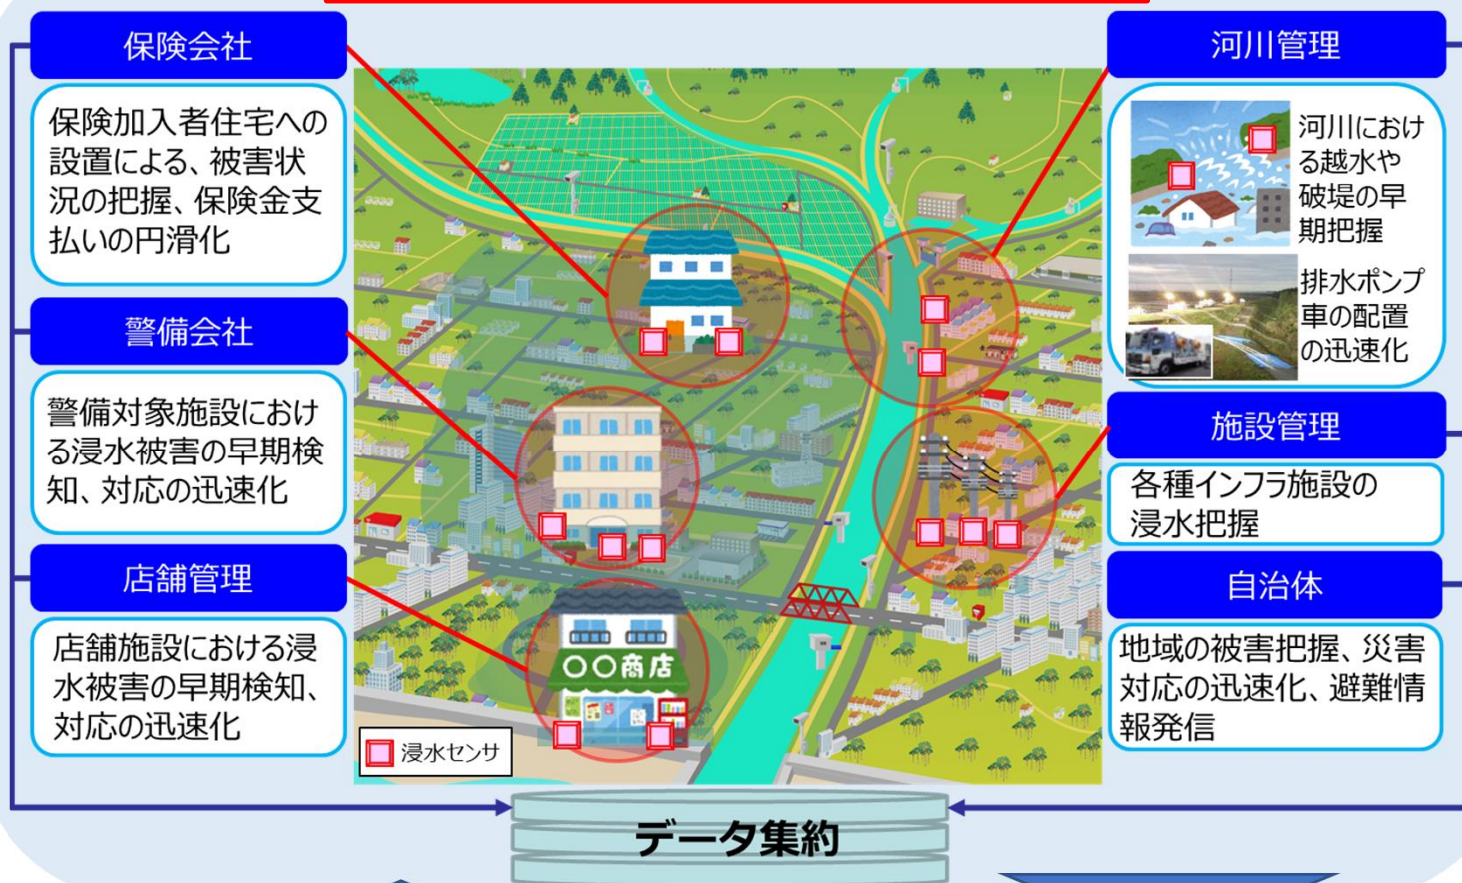 保険会社
保険加入者住宅への
設置による、被害状
況の把握、保険金支
払いの円滑化
警備会社
警備対象施設におけ
る浸水被害の早期検
知、対応の迅速化
店舗管理
店舗施設における浸
水被害の早期検知、
対応の迅速化
〇〇商店
浸水センサ
河川管理
河川におけ
る越水や
破堤の早
期把握
排水ポンプ
車の配置
の迅速化
施設管理
各種インフラ施設の
浸水把握
自治体
地域の被害把握、災害
対応の迅速化、避難情
報発信
データ集約